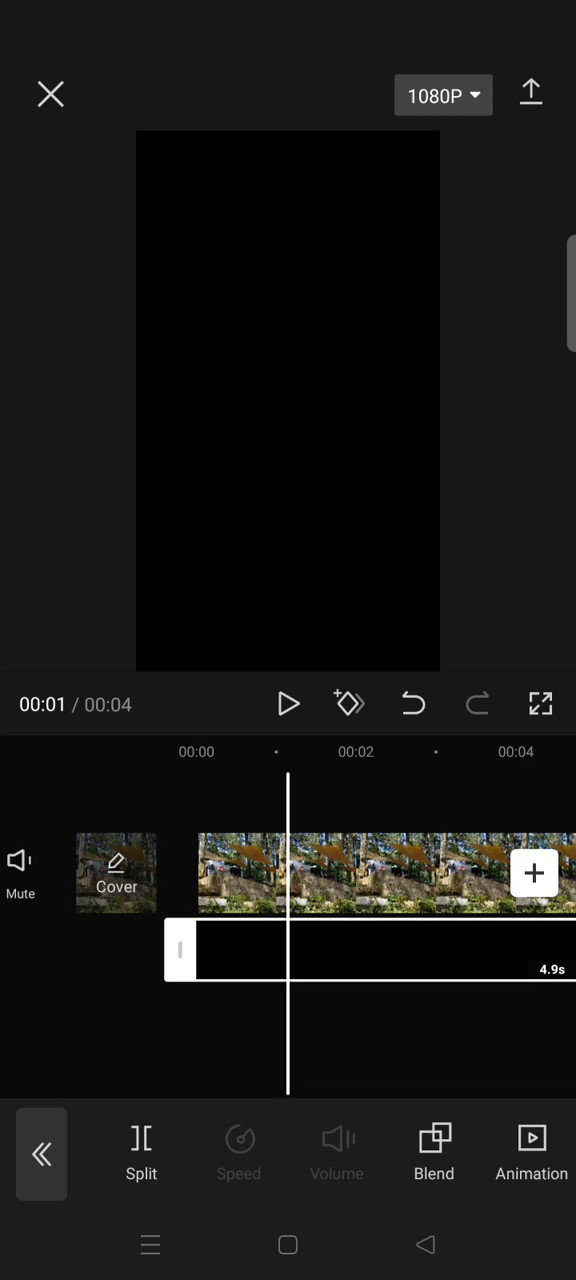 1080P
00:01 / 00:04
00:00
00:02
00:04
Mute
Cover
4.9s
Split
Speed
Volume
Blend
Animation